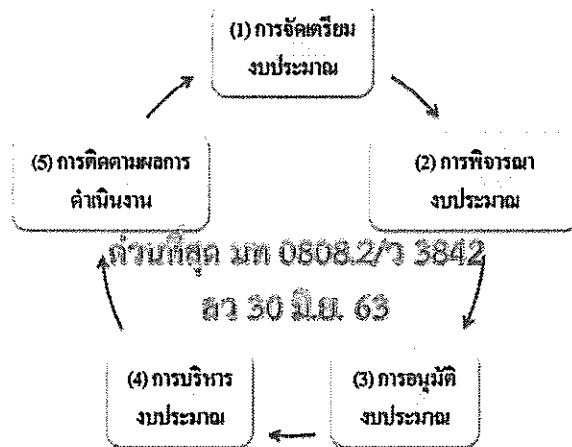 (1) การจัดเตรียม
งบประมาณ
(2) การพิจารณา
งบประมาณ
(3) การอนุมัติ
งบประมาณ
(4) การบริหาร
งบประมาณ
(5) การติดตามผลการ
ดำเนินงาน
ด่วนที่สุด มท 0808.2/ว 3842
ลว 30 มิ.ย. 63